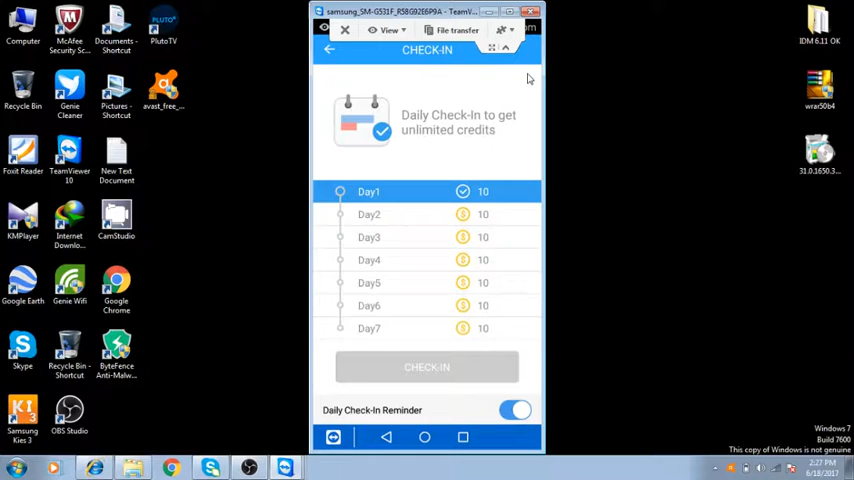 Computer
McAfee
Security Sc...
Documents -
Shortcut
PlutoTV
Recycle Bin
Genie
Cleaner
Pictures -
Shortcut
avast_free_...
Foxit Reader
TeamViewer
10
New Text
Document
KMPlayer
Internet
Downlo...
CamStudio
Google Earth
Genie Wifi
Google
Chrome
Skype
Recycle Bin -
Shortcut
ByteFence
Anti-Malw...
Samsung
Kies 3
OBS Studio
samsung_SM-G531F_R58G92E6P9A - TeamV...
View
File transfer
om
CHECK-IN
Daily Check-In to get
unlimited credits
Day1 10
Day2 10
Day3 10
Day4 10
Day5 10
Day6 10
Day7 10
CHECK-IN
Daily Check-In Reminder
IDM 6.11 OK
wrar50b4
31.0.1650.3...
Windows 7
Build 7600
This copy of Windows is not genuine
2:27 PM
6/18/2017